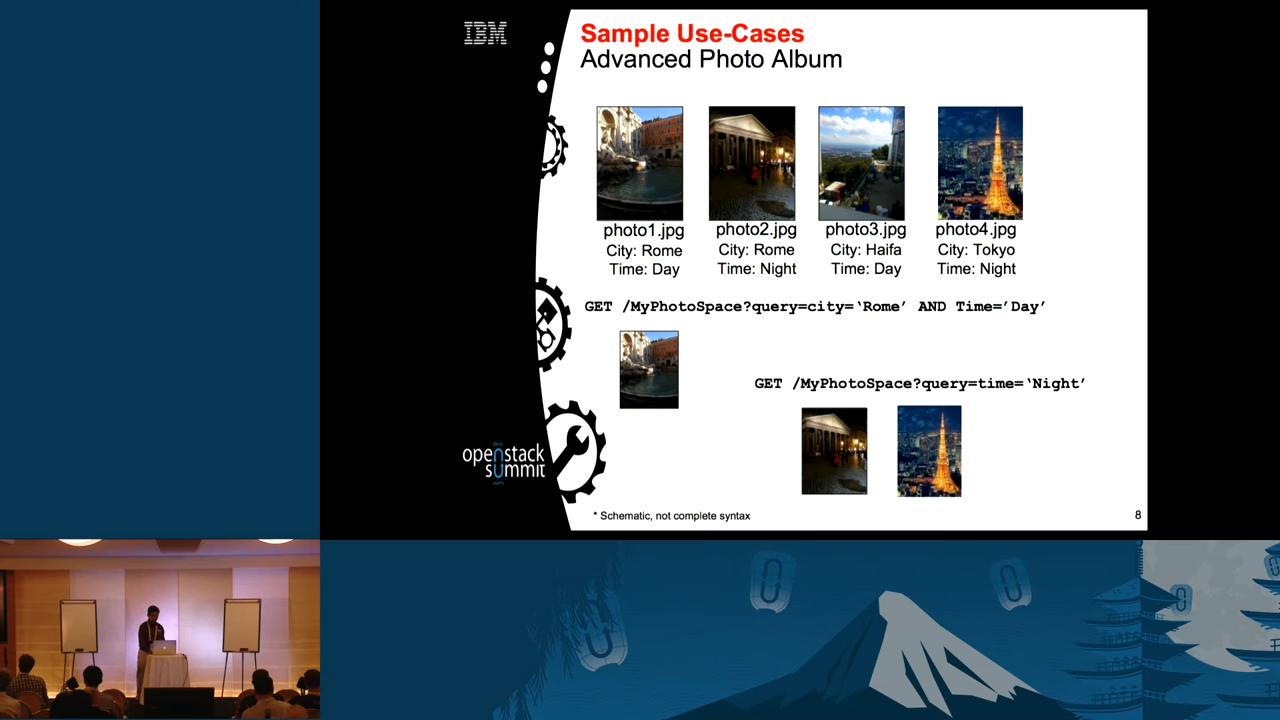 IBM
Sample Use-Cases
Advanced Photo Album
photo1.jpg
City: Rome
Time: Day
photo2.jpg
City: Rome
Time: Night
photo3.jpg
City: Haifa
Time: Day
photo4.jpg
City: Tokyo
Time: Night
GET /MyPhotoSpace?query=city=‘Rome’ AND Time=’Day’
GET /MyPhotoSpace?query=time=‘Night’
openstack
summit
* Schematic, not complete syntax
8